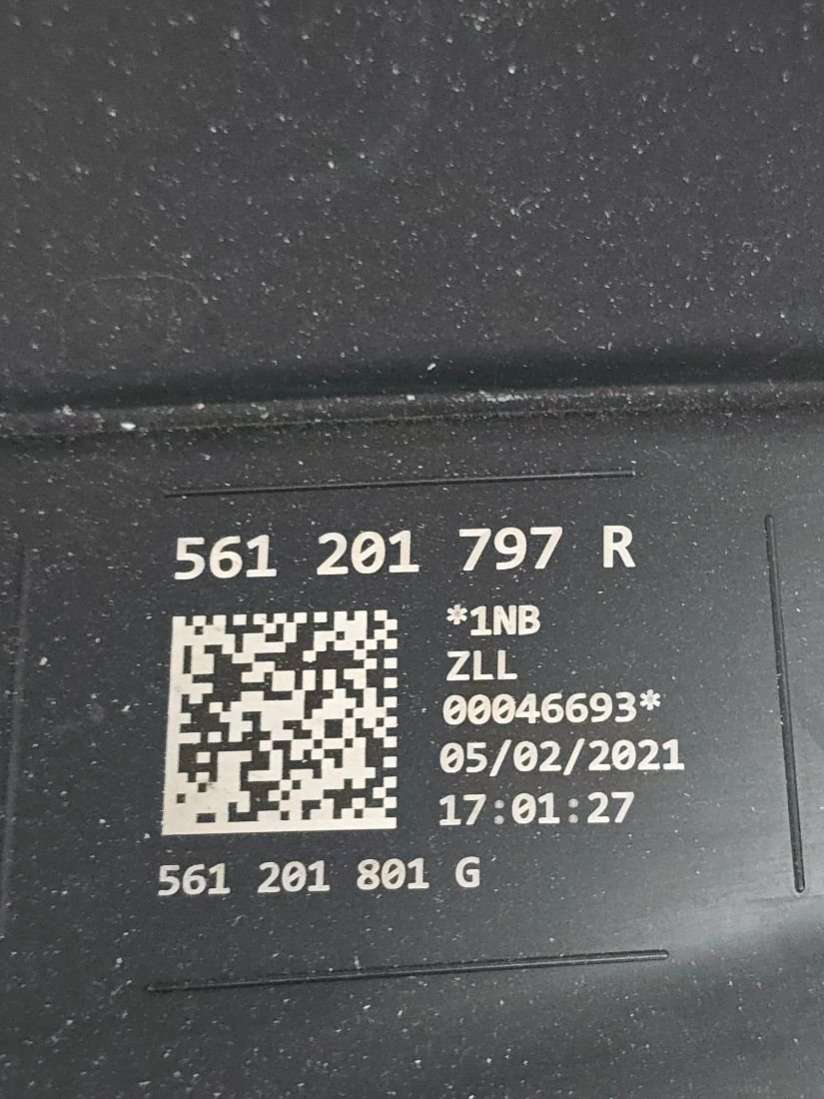 561 201 797 R
*1NB
ZLL
00046693*
05/02/2021
17:01:27
561 201 801 G